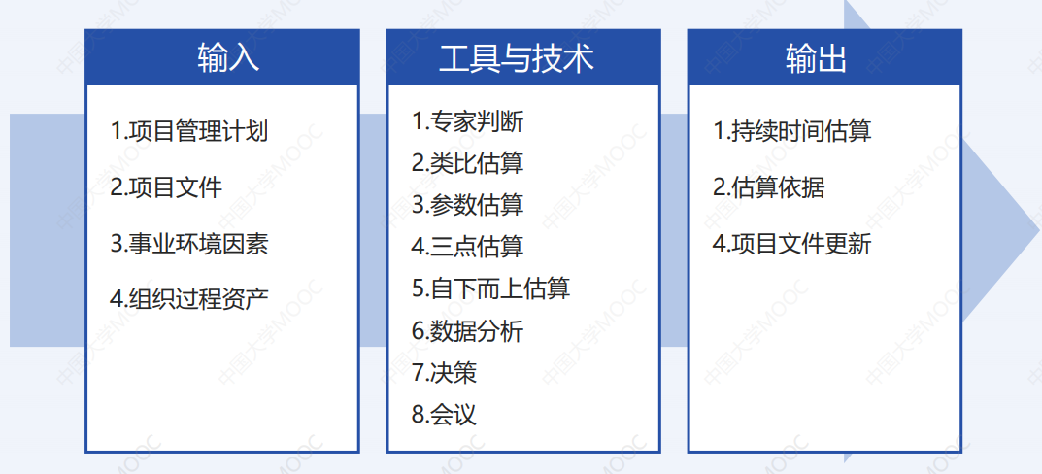 输入
1.项目管理计划
2.项目文件
3.事业环境因素
4.组织过程资产
工具与技术
1.专家判断
2.类比估算
3.参数估算
4.三点估算
5.自下而上估算
6.数据分析
7.决策
8.会议
输出
1.持续时间估算
2.估算依据
4.项目文件更新
中国大学MOOC